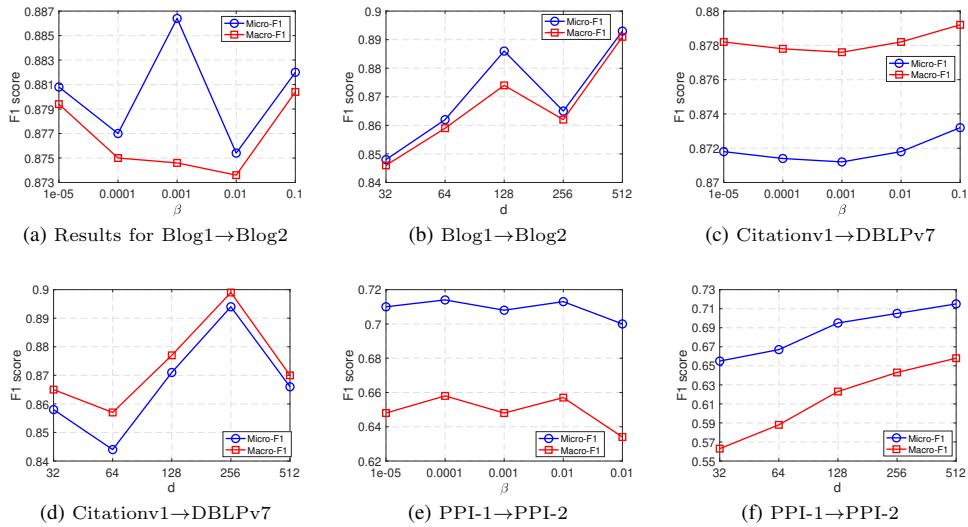 0.887
0.885
0.883
0.881
0.879
0.877
0.875
0.873
F1 score
Micro-F1
Macro-F1
1e-05 0.0001 0.001 0.01 0.1
β
(a) Results for Blog1→Blog2
0.9
0.89
0.88
0.87
0.86
0.85
0.84
F1 score
Micro-F1
Macro-F1
32 64 128 256 512
d
(b) Blog1→Blog2
0.88
0.878
0.876
0.874
0.872
0.87
F1 score
Micro-F1
Macro-F1
1e-05 0.0001 0.001 0.01 0.1
β
(c) Citationv1→DBLPv7
0.9
0.89
0.88
0.87
0.86
0.85
0.84
F1 score
Micro-F1
Macro-F1
32 64 128 256 512
d
(d) Citationv1→DBLPv7
0.72
0.7
0.68
0.66
0.64
0.62
F1 score
Micro-F1
Macro-F1
1e-05 0.0001 0.001 0.01 0.01
β
(e) PPI-1→PPI-2
0.73
0.71
0.69
0.67
0.65
0.63
0.61
0.59
0.57
0.55
F1 score
Micro-F1
Macro-F1
32 64 128 256 512
d
(f) PPI-1→PPI-2